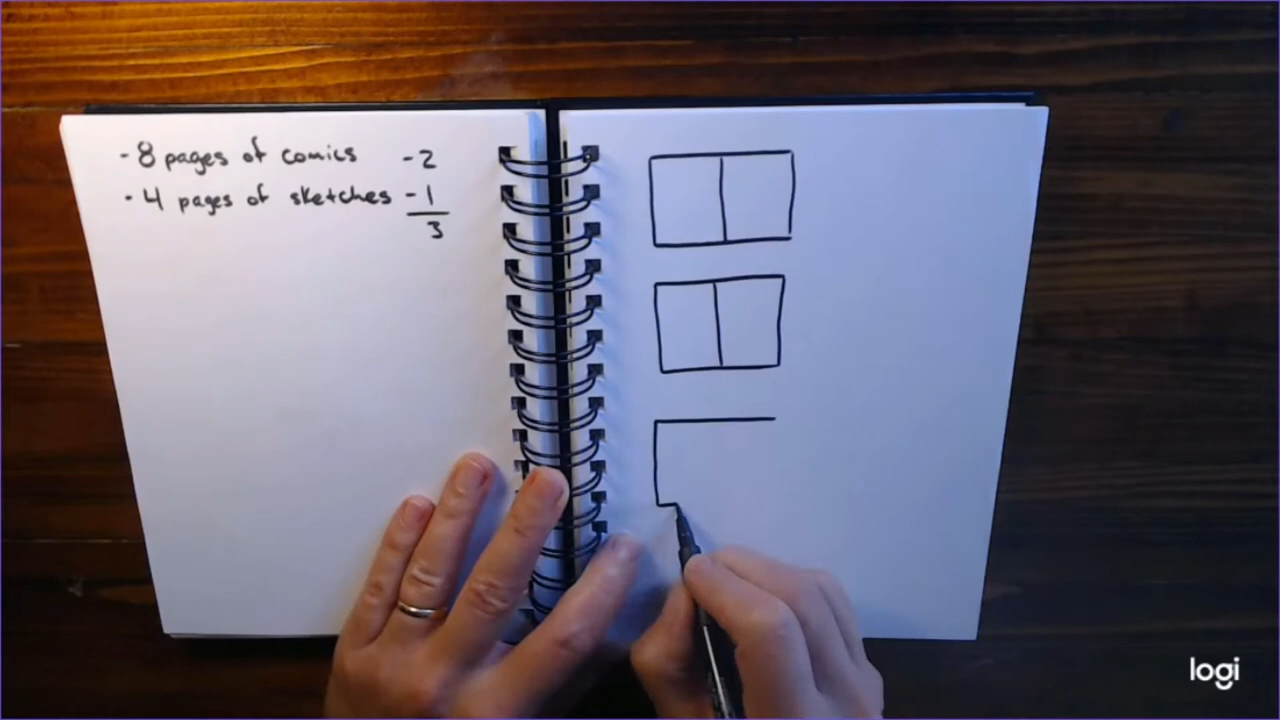 - 8 pages of comics - 2
- 4 pages of sketches - 1
3
logi